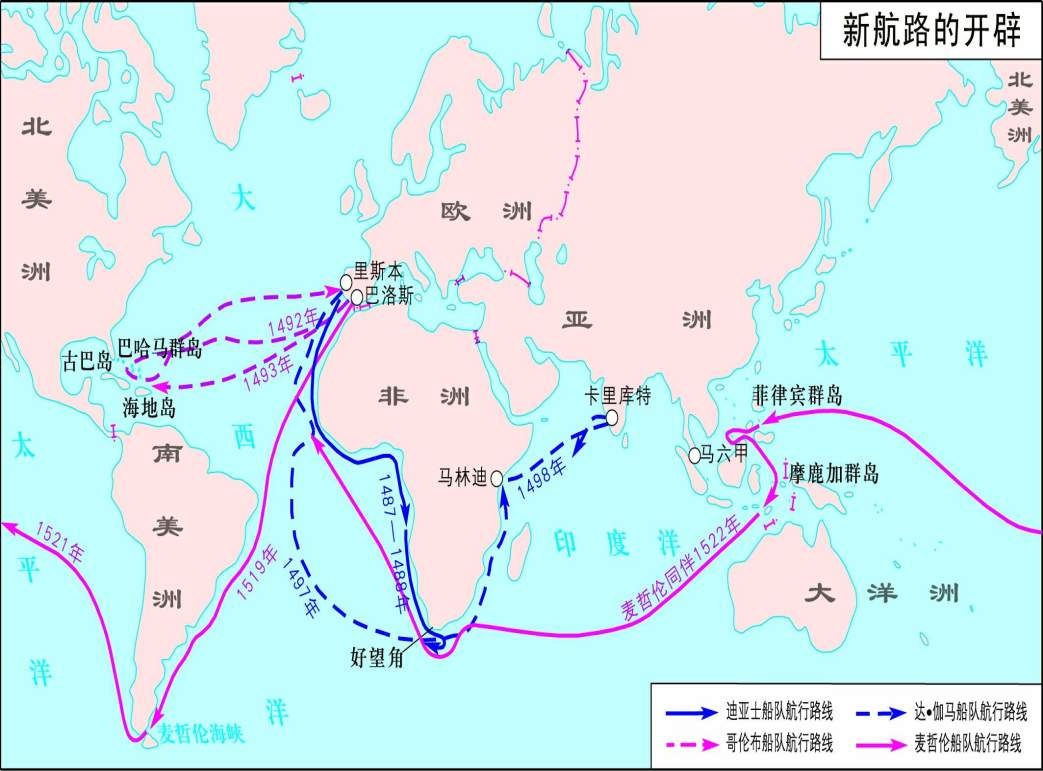 新航路的开辟
北美洲
北美洲
大
欧洲
里斯本
巴洛斯
1492年
亚洲
巴哈马群岛
古巴岛
太平洋
1493年
非洲
卡里库特
菲律宾群岛
海地岛
太
西
南美洲
马六甲
马林迪
1498年
摩鹿加群岛
1487—1488年
1521年
印度洋
平
1519年
1497年
麦哲伦同伴1522年
大洋洲
好望角
洋
洋
麦哲伦海峡
迪亚士船队航行路线
达•伽马船队航行路线
哥伦布船队航行路线
麦哲伦船队航行路线